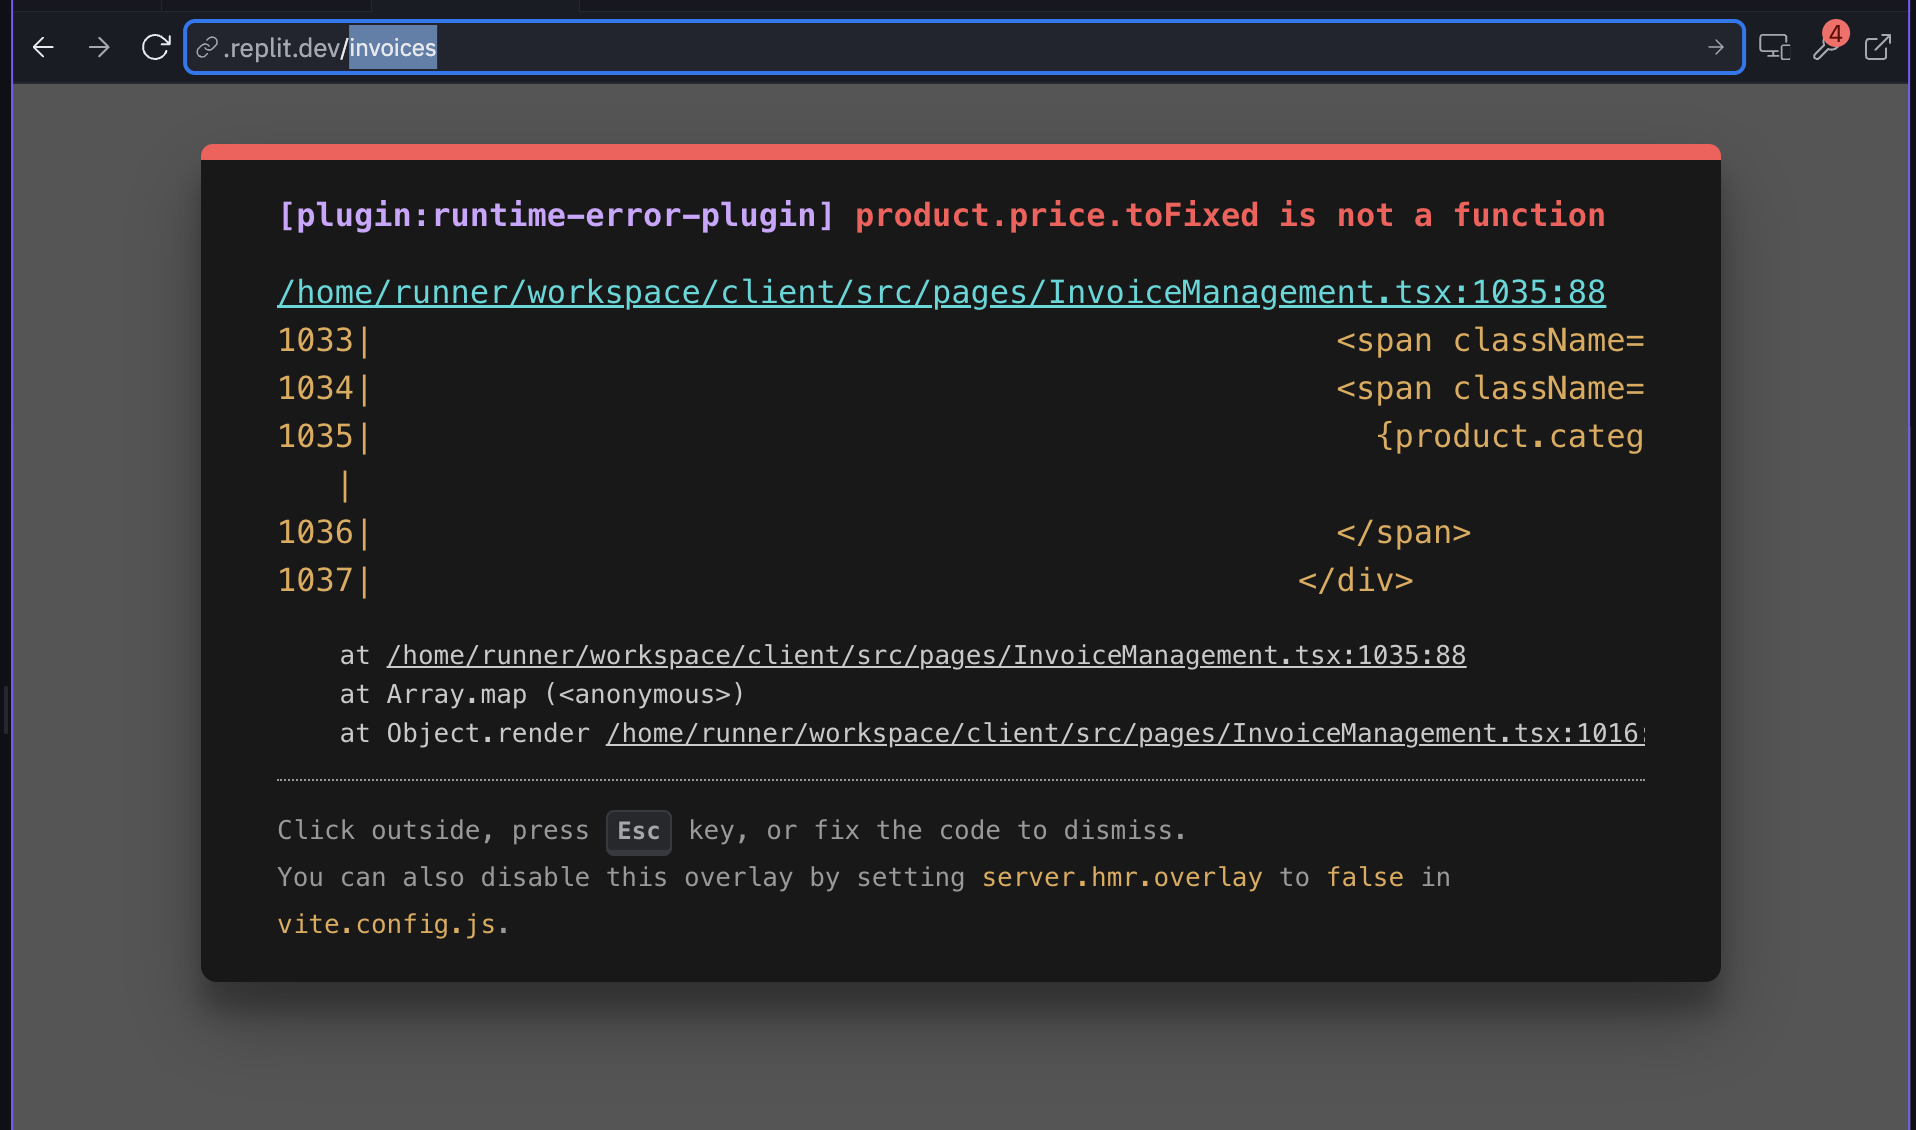 .replit.dev/invoices
4
[plugin:runtime-error-plugin] product.price.toFixed is not a function
/home/runner/workspace/client/src/pages/InvoiceManagement.tsx:1035:88
1033|                                                  <span className=
1034|                                                  <span className=
1035|                                                    {product.categ
   |
1036|                                                  </span>
1037|                                                </div>
at /home/runner/workspace/client/src/pages/InvoiceManagement.tsx:1035:88
at Array.map (<anonymous>)
at Object.render /home/runner/workspace/client/src/pages/InvoiceManagement.tsx:1016:
Click outside, press Esc key, or fix the code to dismiss.
You can also disable this overlay by setting server.hmr.overlay to false in
vite.config.js.